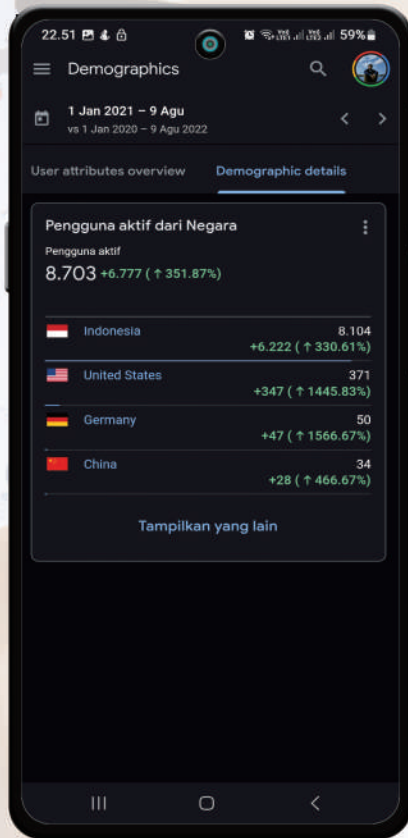 22.51 59%
Demographics
1 Jan 2021 – 9 Agu
vs 1 Jan 2020 – 9 Agu 2022
User attributes overview Demographic details
Pengguna aktif dari Negara
Pengguna aktif
8.703 +6.777 ( ↑ 351.87%)
Indonesia 8.104
+6.222 ( ↑ 330.61%)
United States 371
+347 ( ↑ 1445.83%)
Germany 50
+47 ( ↑ 1566.67%)
China 34
+28 ( ↑ 466.67%)
Tampilkan yang lain